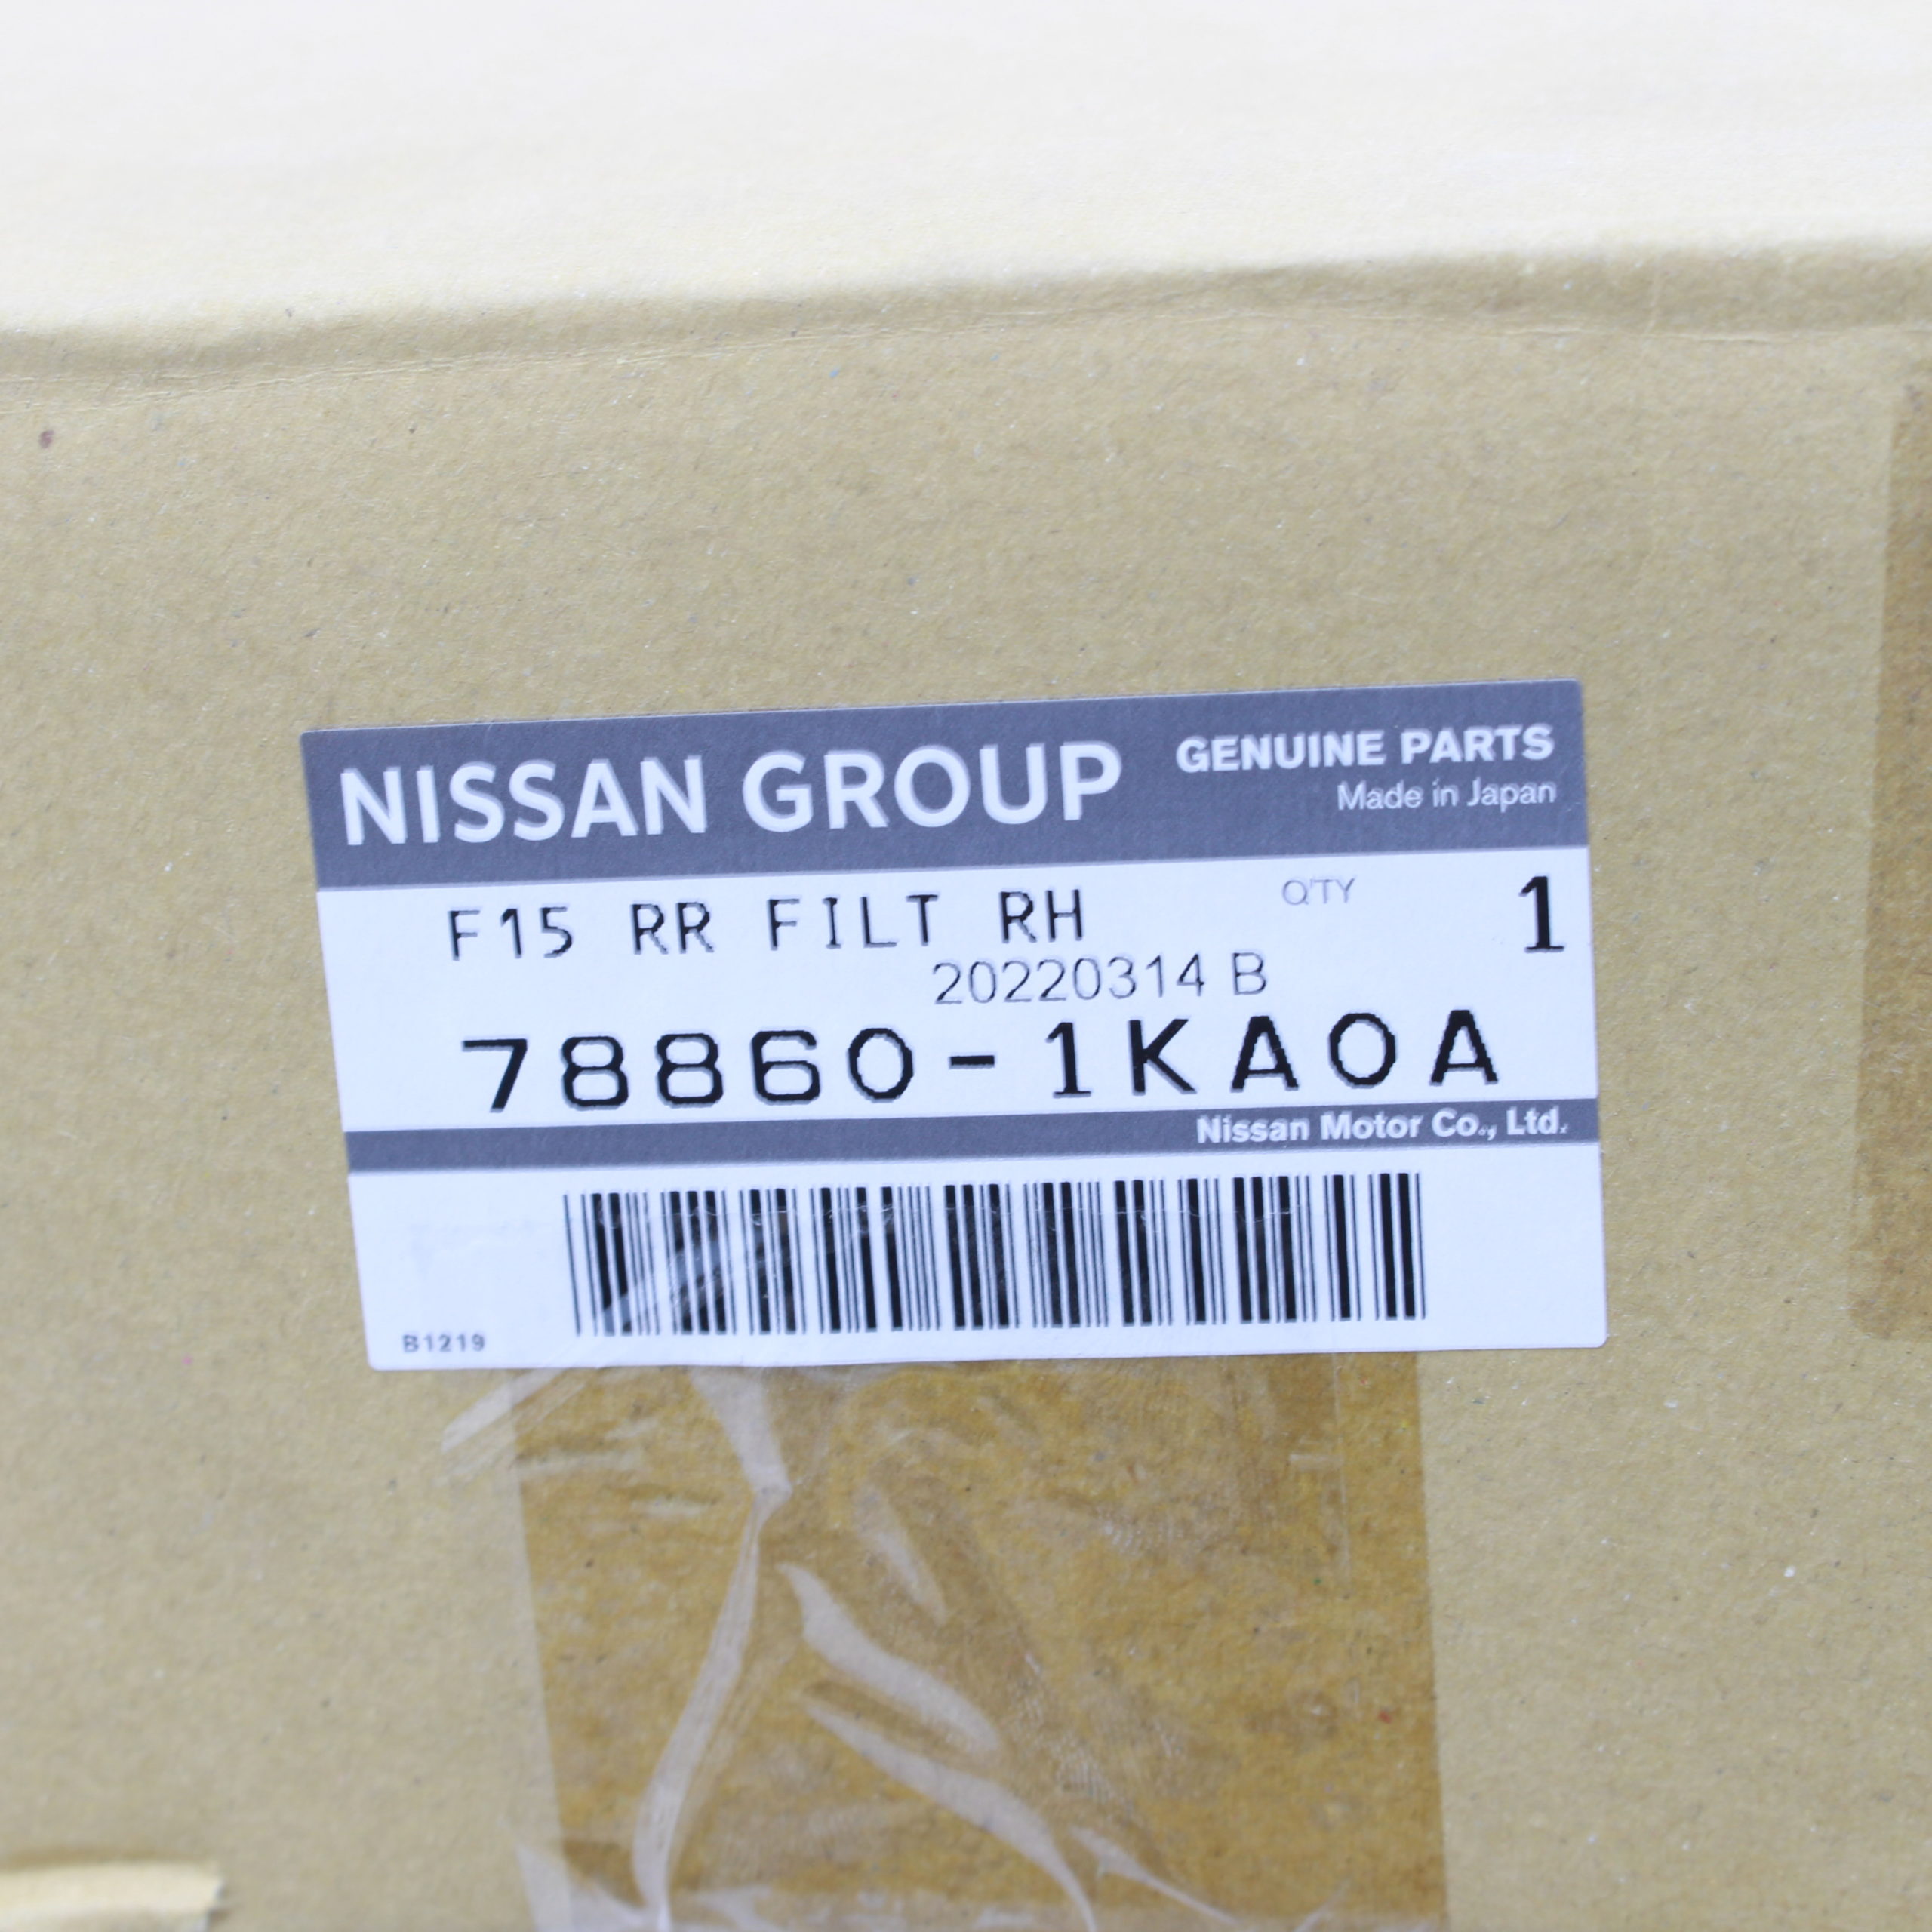 NISSAN GROUP
GENUINE PARTS
Made in Japan
F15 RR FILT RH
Q'TY 1
20220314 B
78860-1KA0A
Nissan Motor Co., Ltd.
B1219